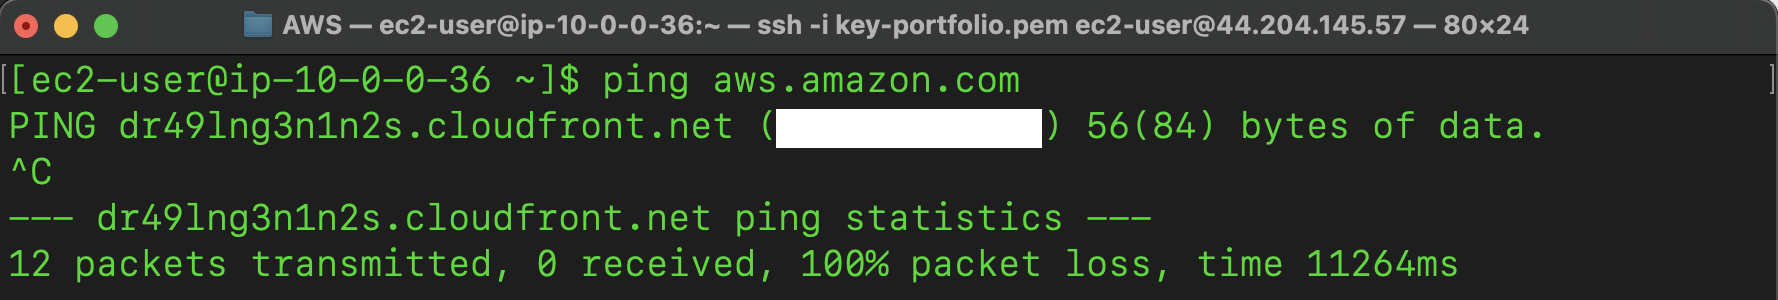 AWS — ec2-user@ip-10-0-0-36:~ — ssh -i key-portfolio.pem ec2-user@44.204.145.57 — 80×24
[[ec2-user@ip-10-0-0-36 ~]$ ping aws.amazon.com ]
PING dr49lng3n1n2s.cloudfront.net ( ) 56(84) bytes of data.
^C
--- dr49lng3n1n2s.cloudfront.net ping statistics ---
12 packets transmitted, 0 received, 100% packet loss, time 11264ms